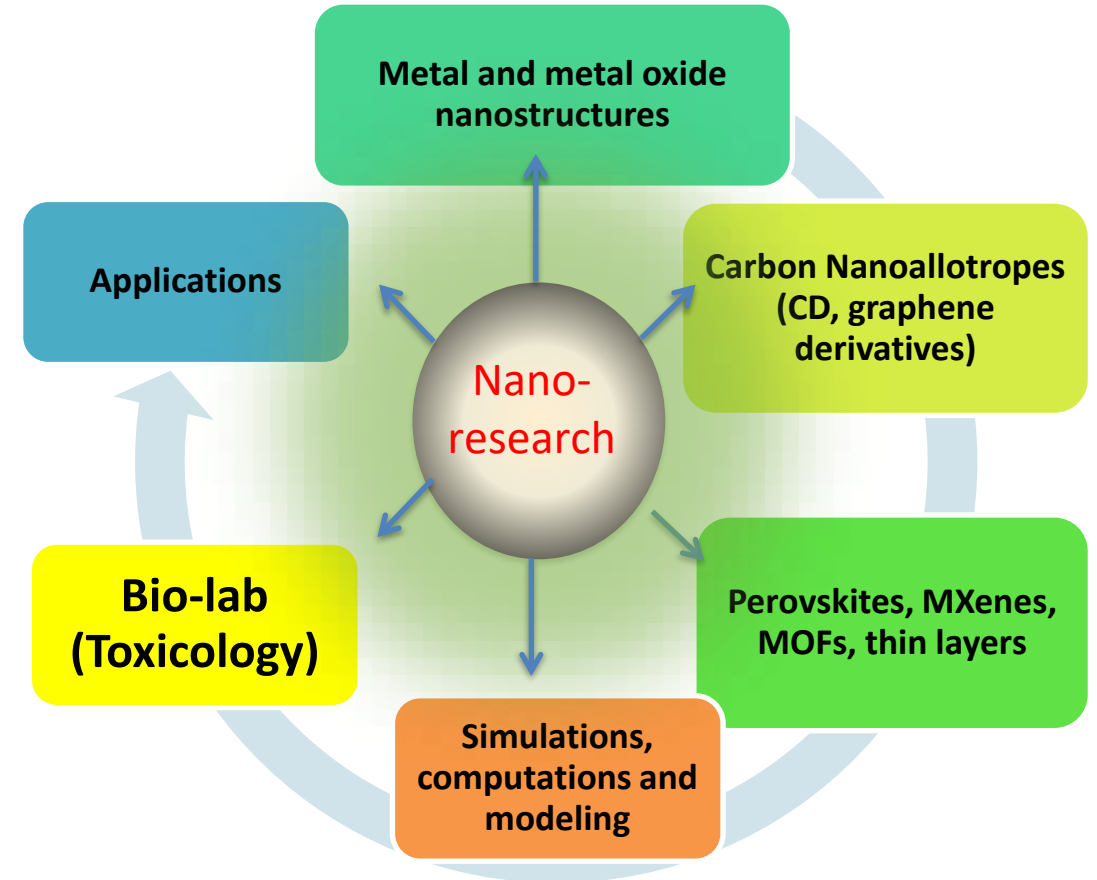 Metal and metal oxide
nanostructures
Applications
Carbon Nanoallotropes
(CD, graphene
derivatives)
Nano-
research
Bio-lab
(Toxicology)
Perovskites, MXenes,
MOFs, thin layers
Simulations,
computations and
modeling